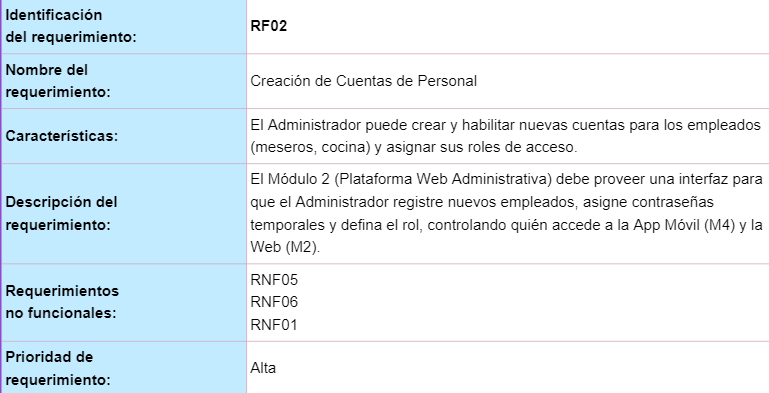 Identificación
del requerimiento:
RF02
Nombre del
requerimiento:
Creación de Cuentas de Personal
Características:
El Administrador puede crear y habilitar nuevas cuentas para los empleados
(meseros, cocina) y asignar sus roles de acceso.
Descripción del
requerimiento:
El Módulo 2 (Plataforma Web Administrativa) debe proveer una interfaz para
que el Administrador registre nuevos empleados, asigne contraseñas
temporales y defina el rol, controlando quién accede a la App Móvil (M4) y la
Web (M2).
Requerimientos
no funcionales:
RNF05
RNF06
RNF01
Prioridad de
requerimiento:
Alta